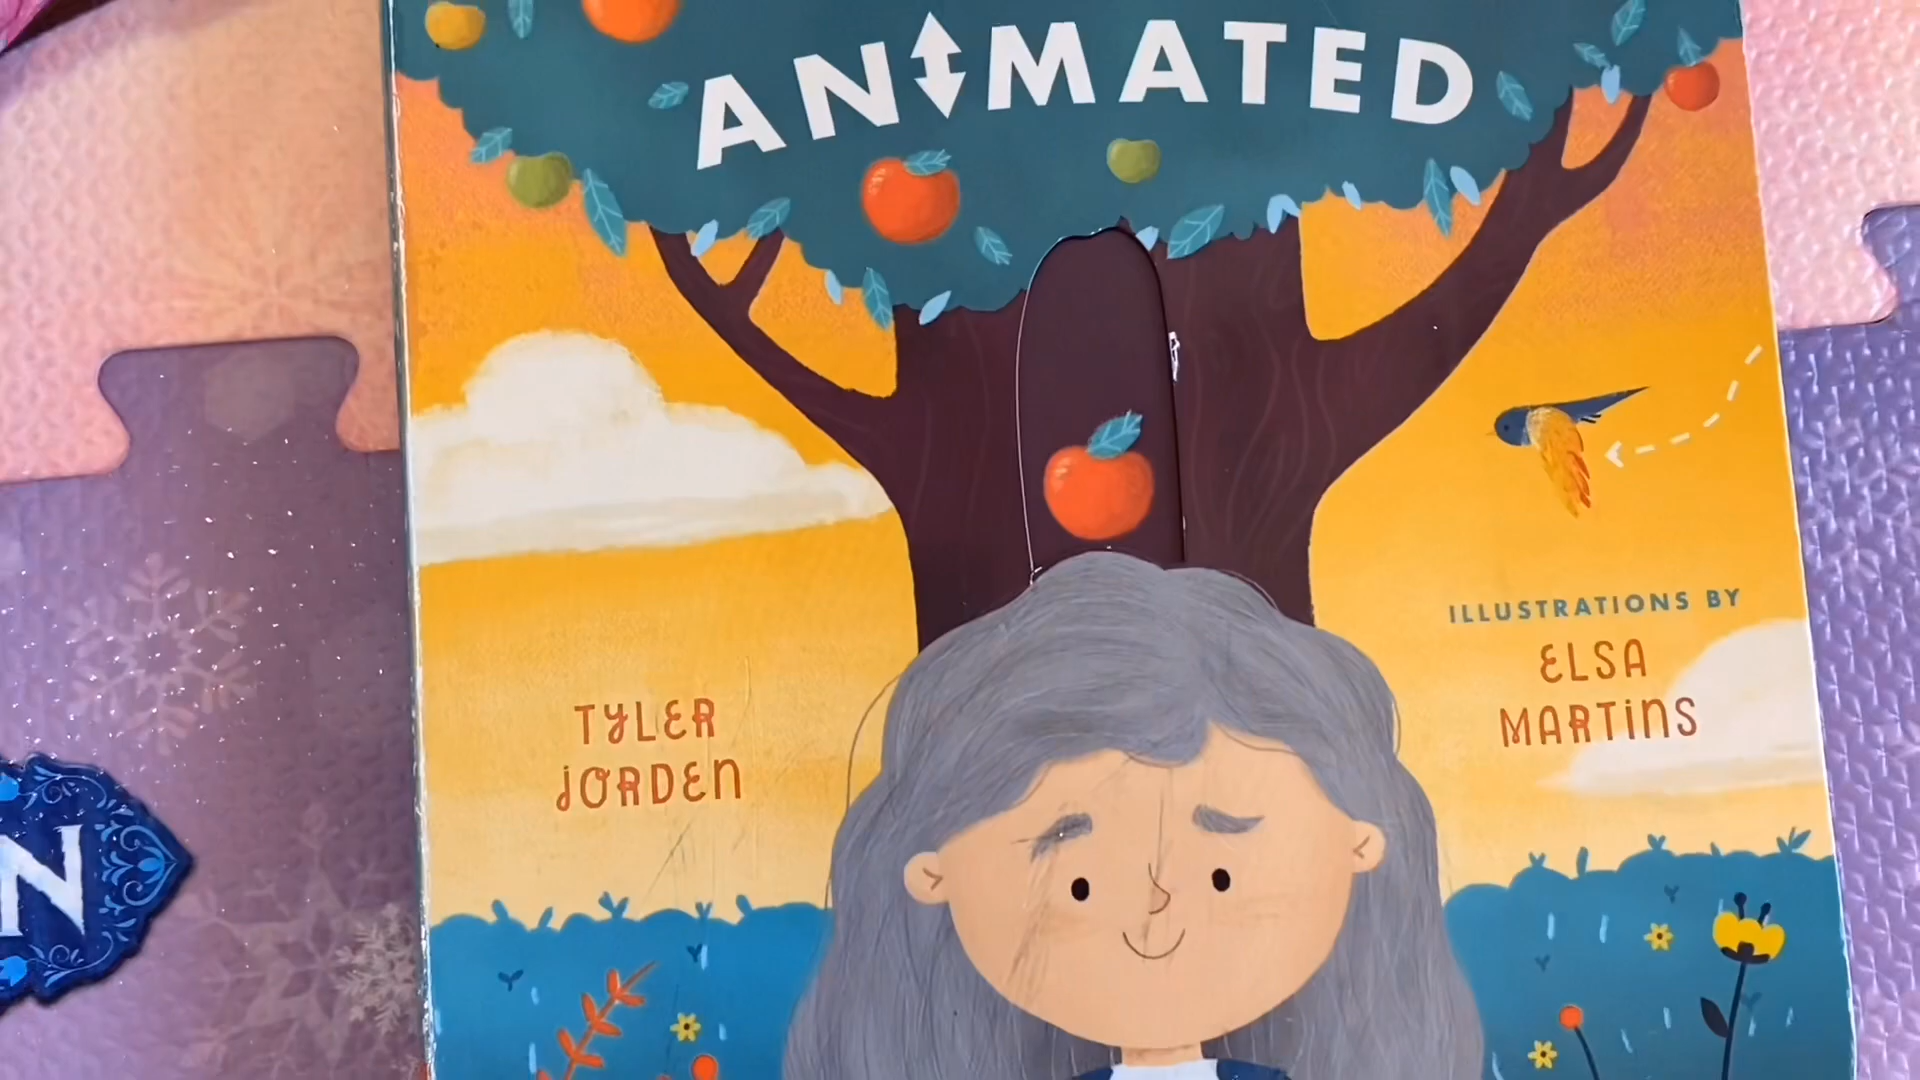 ANIMATED
TYLER
JORDEN
ILLUSTRATIONS BY
ELSA
MARTINS
N